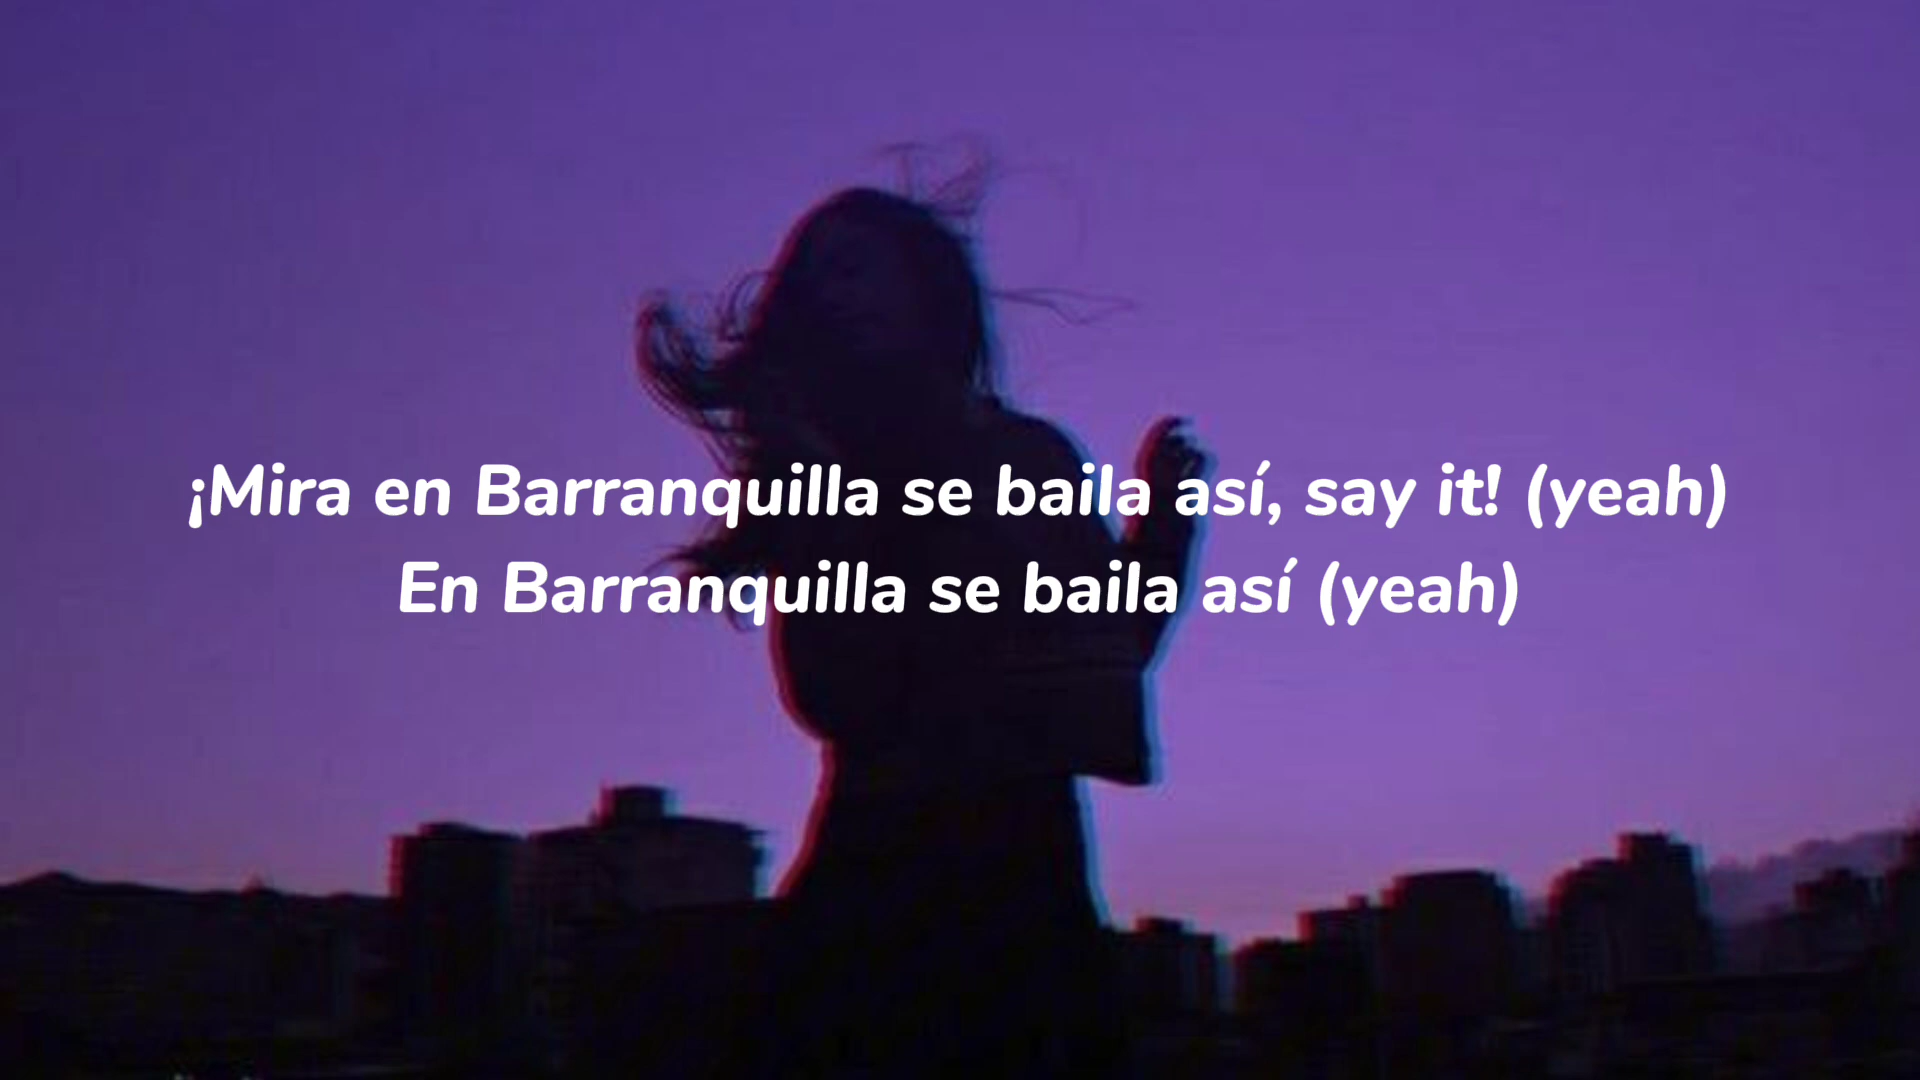 ¡Mira en Barranquilla se baila así, say it! (yeah)
En Barranquilla se baila así (yeah)